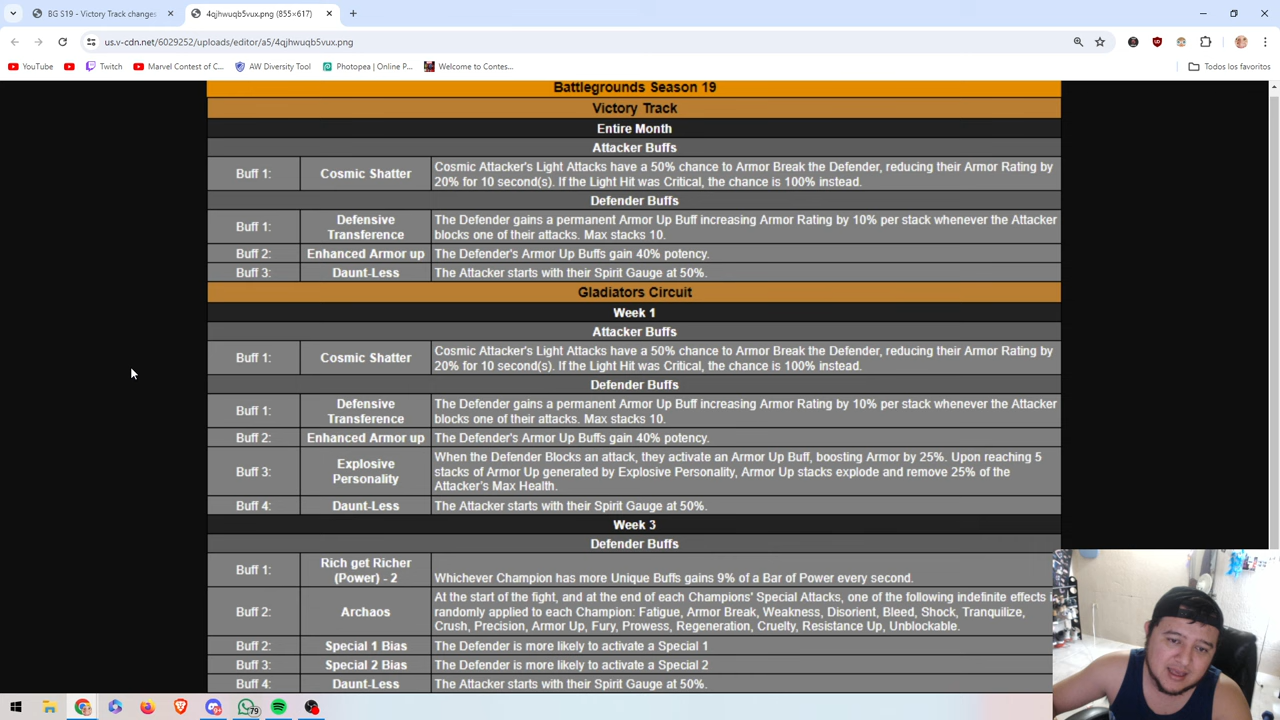 BG S19 - Victory Track changes
4qjhwuqb5vux.png (855×617)
us.v-cdn.net/6029252/uploads/editor/a5/4qjhwuqb5vux.png
YouTube
Twitch
Marvel Contest of C...
AW Diversity Tool
Photopea | Online P...
Welcome to Contes...
Todos los favoritos
Battlegrounds Season 19
Victory Track
Entire Month
Attacker Buffs
Buff 1:
Cosmic Shatter
Cosmic Attacker's Light Attacks have a 50% chance to Armor Break the Defender, reducing their Armor Rating by
20% for 10 second(s). If the Light Hit was Critical, the chance is 100% instead.
Defender Buffs
Buff 1:
Defensive
Transference
The Defender gains a permanent Armor Up Buff increasing Armor Rating by 10% per stack whenever the Attacker
blocks one of their attacks. Max stacks 10.
Buff 2:
Enhanced Armor up
The Defender's Armor Up Buffs gain 40% potency.
Buff 3:
Daunt-Less
The Attacker starts with their Spirit Gauge at 50%.
Gladiators Circuit
Week 1
Attacker Buffs
Buff 1:
Cosmic Shatter
Cosmic Attacker's Light Attacks have a 50% chance to Armor Break the Defender, reducing their Armor Rating by
20% for 10 second(s). If the Light Hit was Critical, the chance is 100% instead.
Defender Buffs
Buff 1:
Defensive
Transference
The Defender gains a permanent Armor Up Buff increasing Armor Rating by 10% per stack whenever the Attacker
blocks one of their attacks. Max stacks 10.
Buff 2:
Enhanced Armor up
The Defender's Armor Up Buffs gain 40% potency.
Buff 3:
Explosive
Personality
When the Defender Blocks an attack, they activate an Armor Up Buff, boosting Armor by 25%. Upon reaching 5
stacks of Armor Up generated by Explosive Personality, Armor Up stacks explode and remove 25% of the
Attacker's Max Health.
Buff 4:
Daunt-Less
The Attacker starts with their Spirit Gauge at 50%.
Week 3
Defender Buffs
Buff 1:
Rich get Richer
(Power) - 2
Whichever Champion has more Unique Buffs gains 9% of a Bar of Power every second.
Buff 2:
Archaos
At the start of the fight, and at the end of each Champions' Special Attacks, one of the following indefinite effects i
randomly applied to each Champion: Fatigue, Armor Break, Weakness, Disorient, Bleed, Shock, Tranquilize,
Crush, Precision, Armor Up, Fury, Prowess, Regeneration, Cruelty, Resistance Up, Unblockable.
Buff 2:
Special 1 Bias
The Defender is more likely to activate a Special 1
Buff 3:
Special 2 Bias
The Defender is more likely to activate a Special 2
Buff 4:
Daunt-Less
The Attacker starts with their Spirit Gauge at 50%.
79